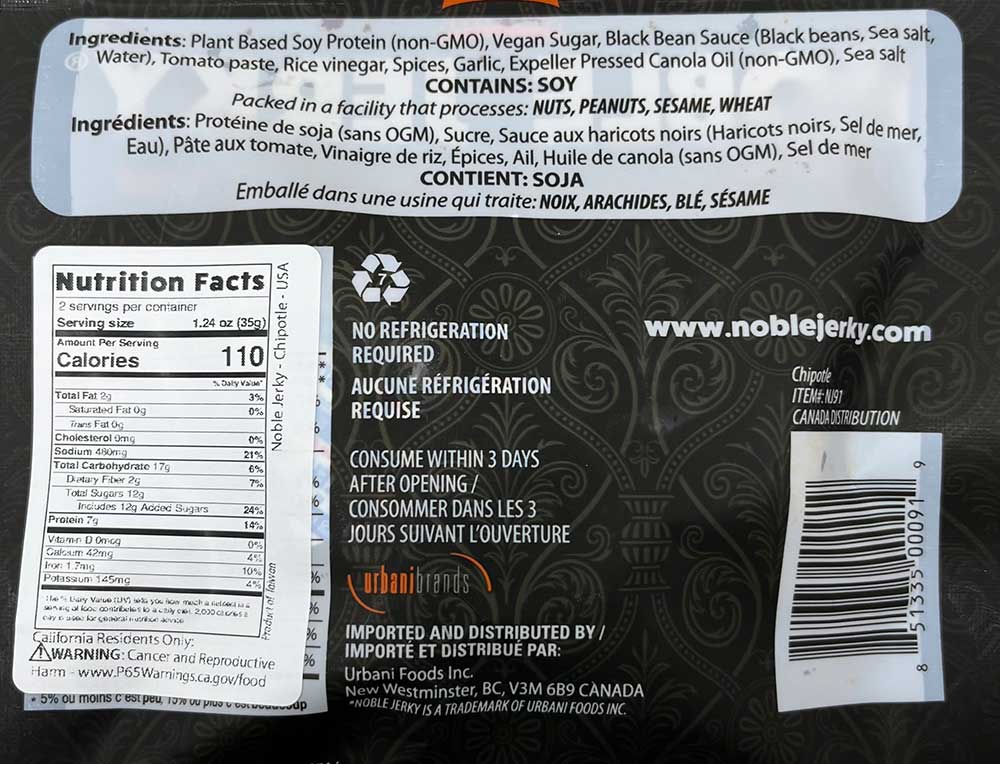 Ingredients: Plant Based Soy Protein (non-GMO), Vegan Sugar, Black Bean Sauce (Black beans, Sea salt,
Water), Tomato paste, Rice vinegar, Spices, Garlic, Expeller Pressed Canola Oil (non-GMO), Sea salt
CONTAINS: SOY
Packed in a facility that processes: NUTS, PEANUTS, SESAME, WHEAT
Ingrédients: Protéine de soja (sans OGM), Sucre, Sauce aux haricots noirs (Haricots noirs, Sel de mer,
Eau), Pâte aux tomate, Vinaigre de riz, Épices, Ail, Huile de canola (sans OGM), Sel de mer
CONTIENT: SOJA
Emballé dans une usine qui traite: NOIX, ARACHIDES, BLÉ, SÉSAME
Nutrition Facts
2 servings per container
Serving size 1.24 oz (35g)
Amount Per Serving
Calories 110
% Daily Value*
Total Fat 2g 3%
Saturated Fat 0g 0%
Trans Fat 0g
Cholesterol 0mg 0%
Sodium 480mg 21%
Total Carbohydrate 17g 6%
Dietary Fiber 2g 7%
Total Sugars 12g
Includes 12g Added Sugars 24%
Protein 7g 14%
Vitamin D 0mcg 0%
Calcium 42mg 4%
Iron 1.7mg 10%
Potassium 145mg 4%
Noble Jerky - Chipotle - USA
Product of Taiwan
California Residents Only:
WARNING: Cancer and Reproductive
Harm - www.P65Warnings.ca.gov/food
* 5% ou moins c'est peu, 15% ou plus c'est beaucoup
7
NO REFRIGERATION
REQUIRED
AUCUNE RÉFRIGÉRATION
REQUISE
CONSUME WITHIN 3 DAYS
AFTER OPENING /
CONSOMMER DANS LES 3
JOURS SUIVANT L'OUVERTURE
urbanibrands
IMPORTED AND DISTRIBUTED BY /
IMPORTÉ ET DISTRIBUÉ PAR:
Urbani Foods Inc.
New Westminster, BC, V3M 6B9 CANADA
*NOBLE JERKY IS A TRADEMARK OF URBANI FOODS INC.
www.noblejerky.com
Chipotle
ITEM#: NJ91
CANADA DISTRIBUTION
8 51335 00091 9